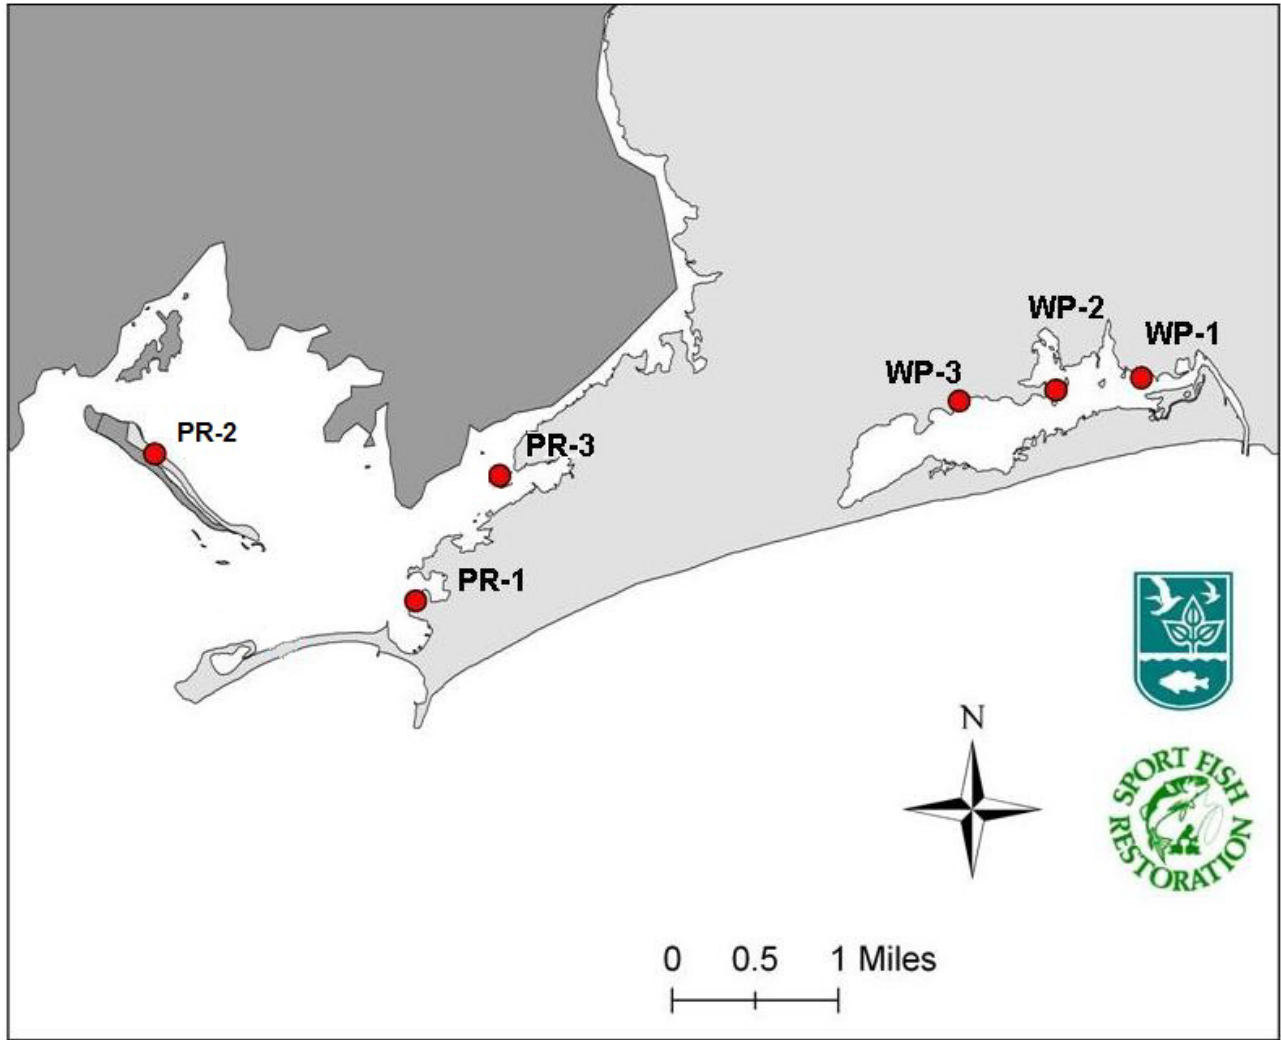 WP-2
WP-1
WP-3
PR-2
PR-3
PR-1
N
SPORT FISH
RESTORATION
0 0.5 1 Miles